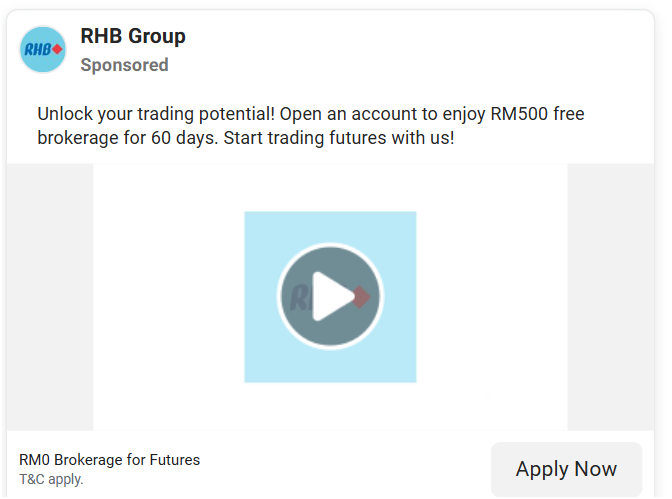 RHB
RHB Group
Sponsored
Unlock your trading potential! Open an account to enjoy RM500 free
brokerage for 60 days. Start trading futures with us!
RM0 Brokerage for Futures
T&C apply.
Apply Now